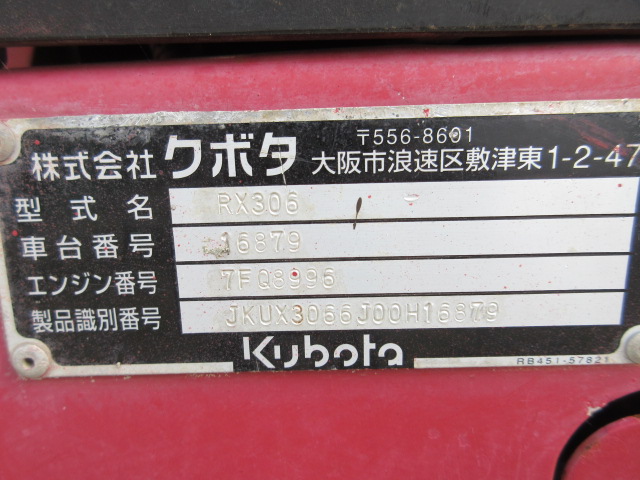 株式会社クボタ 〒556-8601
大阪市浪速区敷津東1-2-47
型式名 RX306 -
車台番号 16879
エンジン番号 7FQ8996
製品識別番号 JKUX3066J00H16879
Kubota
RB451-57821